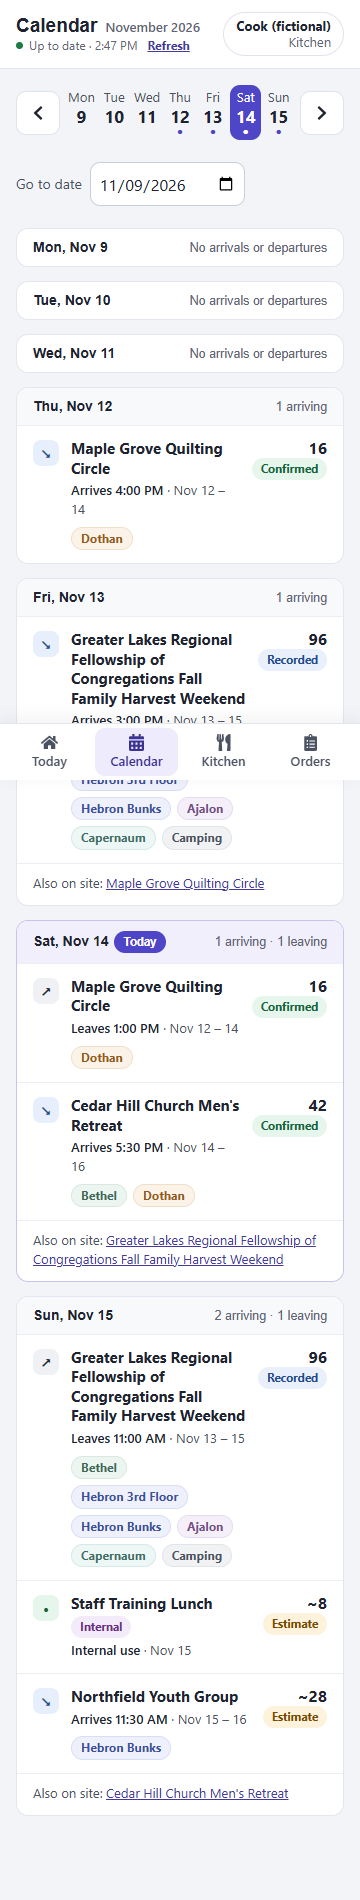 Calendar November 2026
Up to date · 2:47 PM Refresh
Cook (fictional)
Kitchen
Mon Tue Wed Thu Fri Sat Sun
9 10 11 12 13 14 15
Go to date 11/09/2026
Mon, Nov 9 No arrivals or departures
Tue, Nov 10 No arrivals or departures
Wed, Nov 11 No arrivals or departures
Thu, Nov 12 1 arriving
Maple Grove Quilting 16
Circle Confirmed
Arrives 4:00 PM · Nov 12 –
14
Dothan
Fri, Nov 13 1 arriving
Greater Lakes Regional 96
Fellowship of Recorded
Congregations Fall
Family Harvest Weekend
Arrives 3:00 PM · Nov 13 – 15
Today Calendar Kitchen Orders
Hebron 3rd Floor
Hebron Bunks Ajalon
Capernaum Camping
Also on site: Maple Grove Quilting Circle
Sat, Nov 14 Today 1 arriving · 1 leaving
Maple Grove Quilting 16
Circle Confirmed
Leaves 1:00 PM · Nov 12 – 14
Dothan
Cedar Hill Church Men's 42
Retreat Confirmed
Arrives 5:30 PM · Nov 14 –
16
Bethel Dothan
Also on site: Greater Lakes Regional Fellowship of
Congregations Fall Family Harvest Weekend
Sun, Nov 15 2 arriving · 1 leaving
Greater Lakes Regional 96
Fellowship of Recorded
Congregations Fall
Family Harvest Weekend
Leaves 11:00 AM · Nov 13 – 15
Bethel
Hebron 3rd Floor
Hebron Bunks Ajalon
Capernaum Camping
Staff Training Lunch ~8
Internal Estimate
Internal use · Nov 15
Northfield Youth Group ~28
Arrives 11:30 AM · Nov 15 – 16 Estimate
Hebron Bunks
Also on site: Cedar Hill Church Men's Retreat